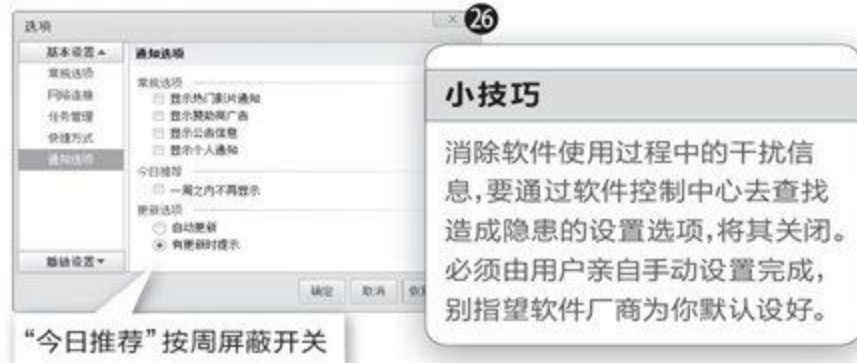 选项
26
基本设置
常规选项
网络连接
任务管理
快捷方式
通知选项
通知选项
常规选项
显示热门影片通知
显示赞助商广告
显示公告信息
显示个人通知
今日推荐
一周之内不再显示
更新选项
自动更新
有更新时提示
高级设置
确定
取消
“今日推荐”按周屏蔽开关
小技巧
消除软件使用过程中的干扰信
息,要通过软件控制中心去查找
造成隐患的设置选项,将其关闭。
必须由用户亲自手动设置完成,
别指望软件厂商为你默认设好。